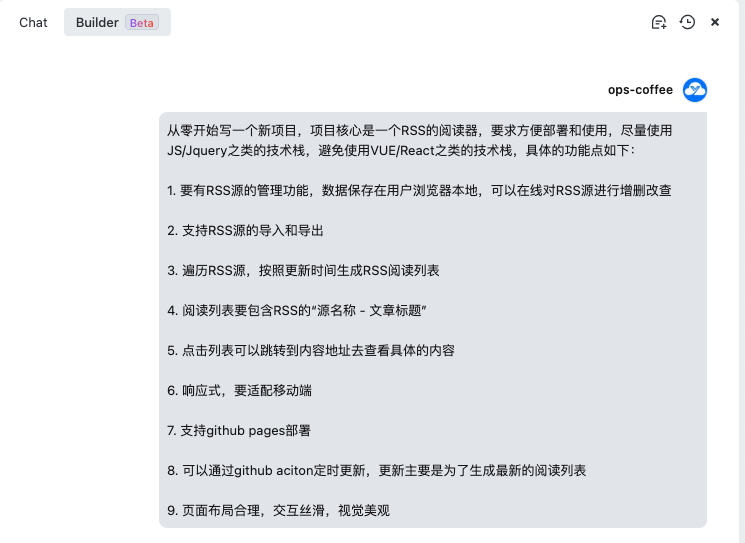 Chat
Builder Beta
ops-coffee
从零开始写一个新项目，项目核心是一个RSS的阅读器，要求方便部署和使用，尽量使用
JS/Jquery之类的技术栈，避免使用VUE/React之类的技术栈，具体的功能点如下：
1. 要有RSS源的管理功能，数据保存在用户浏览器本地，可以在线对RSS源进行增删改查
2. 支持RSS源的导入和导出
3. 遍历RSS源，按照更新时间生成RSS阅读列表
4. 阅读列表要包含RSS的“源名称 - 文章标题”
5. 点击列表可以跳转到内容地址去查看具体的内容
6. 响应式，要适配移动端
7. 支持github pages部署
8. 可以通过github aciton定时更新，更新主要是为了生成最新的阅读列表
9. 页面布局合理，交互丝滑，视觉美观